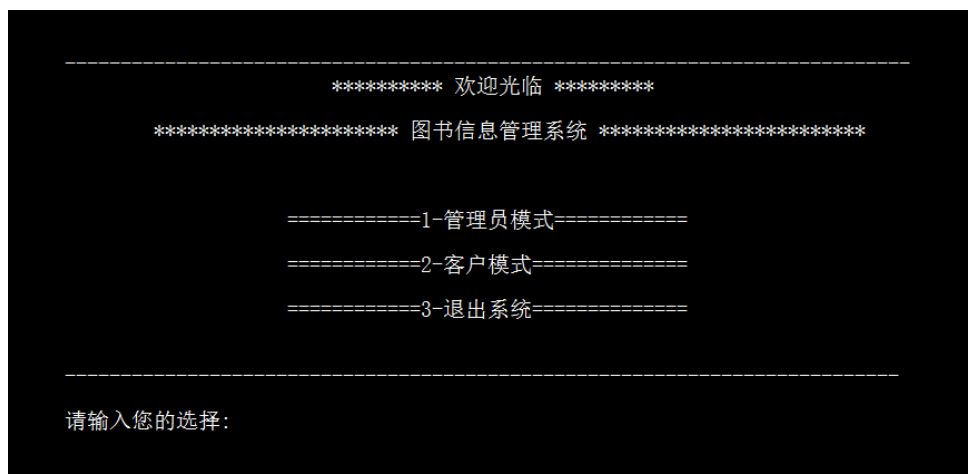 ----------------------------------------------------------------------------
********** 欢迎光临 *********
********************** 图书信息管理系统 ************************
============1-管理员模式============
============2-客户模式==============
============3-退出系统==============
---------------------------------------------------------------------------
请输入您的选择: